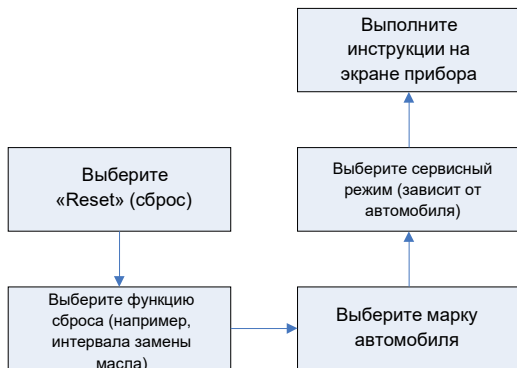 Выберите
«Reset» (сброс)
Выберите функцию
сброса (например,
интервала замены
масла)
Выберите марку
автомобиля
Выберите сервисный
режим (зависит от
автомобиля)
Выполните
инструкции на
экране прибора